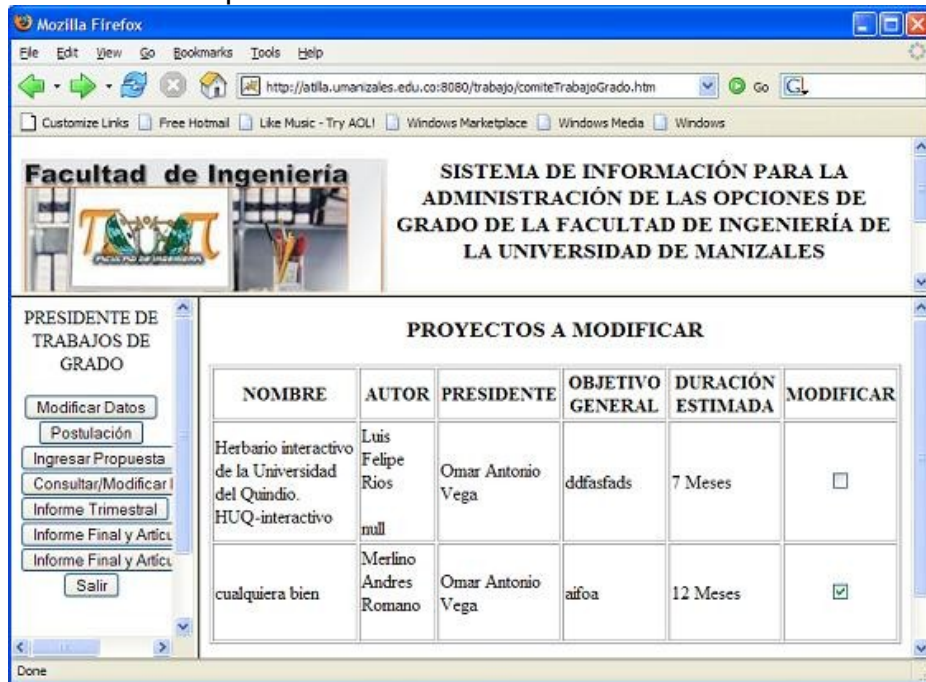 Mozilla Firefox
File Edit View Go Bookmarks Tools Help
http://atilla.umanizales.edu.co:8080/trabajo/comiteTrabajoGrado.htm Go G
Customize Links Free Hotmail Like Music - Try AOL! Windows Marketplace Windows Media Windows
Facultad de Ingeniería
FACULTAD DE INGENIERIA
SISTEMA DE INFORMACIÓN PARA LA
ADMINISTRACIÓN DE LAS OPCIONES DE
GRADO DE LA FACULTAD DE INGENIERÍA DE
LA UNIVERSIDAD DE MANIZALES
PRESIDENTE DE
TRABAJOS DE
GRADO
Modificar Datos
Postulación
Ingresar Propuesta
Consultar/Modificar
Informe Trimestral
Informe Final y Artícu
Informe Final y Artícu
Salir
PROYECTOS A MODIFICAR
NOMBRE AUTOR PRESIDENTE OBJETIVO GENERAL DURACIÓN ESTIMADA MODIFICAR
Herbario interactivo
de la Universidad
del Quindio.
HUQ-interactivo
Luis
Felipe
Rios
null
Omar Antonio
Vega
ddfasfads
7 Meses
cualquiera bien
Merlino
Andres
Romano
Omar Antonio
Vega
aifoa
12 Meses
Done